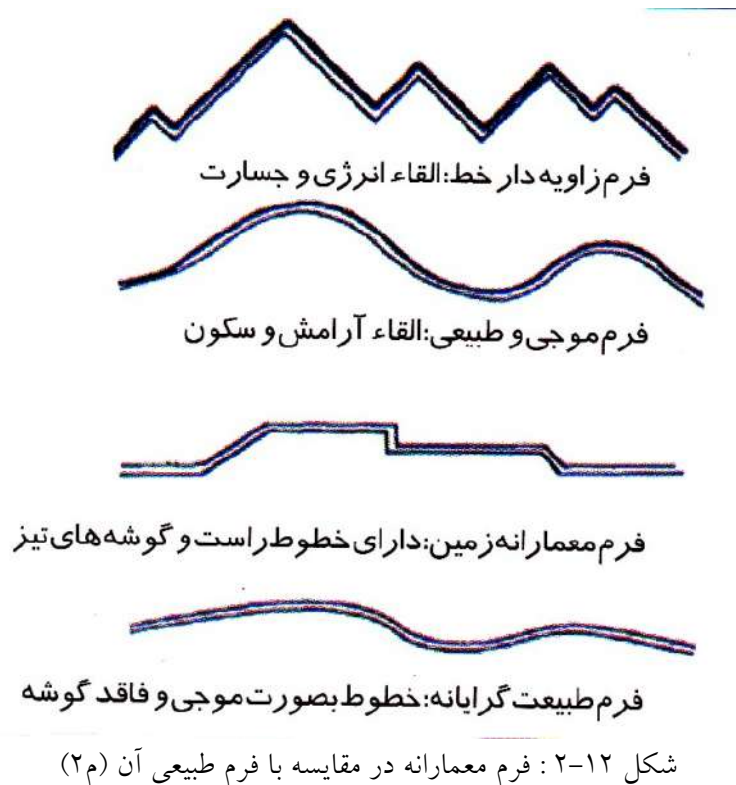 فرم زاویه دار خط:القاء انرژی و جسارت
فرم موجی و طبیعی:القاء آرامش و سکون
فرم معمارانه زمین:دارای خطوط راست و گوشه های تیز
فرم طبیعت گرایانه:خطوط بصورت موجی و فاقد گوشه
شکل ۱۲-۲ : فرم معمارانه در مقایسه با فرم طبیعی آن (م۲)